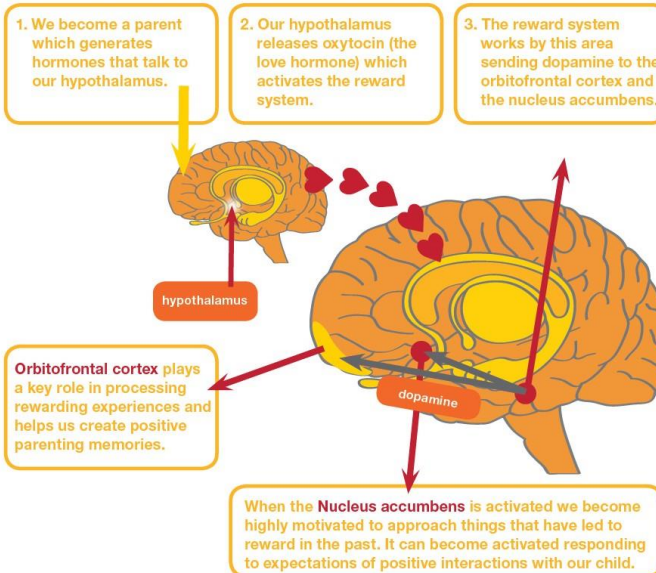 1. We become a parent
which generates
hormones that talk to
our hypothalamus.
2. Our hypothalamus
releases oxytocin (the
love hormone) which
activates the reward
system.
3. The reward system
works by this area
sending dopamine to the
orbitofrontal cortex and
the nucleus accumbens.
hypothalamus
Orbitofrontal cortex plays
a key role in processing
rewarding experiences and
helps us create positive
parenting memories.
dopamine
When the Nucleus accumbens is activated we become
highly motivated to approach things that have led to
reward in the past. It can become activated responding
to expectations of positive interactions with our child.